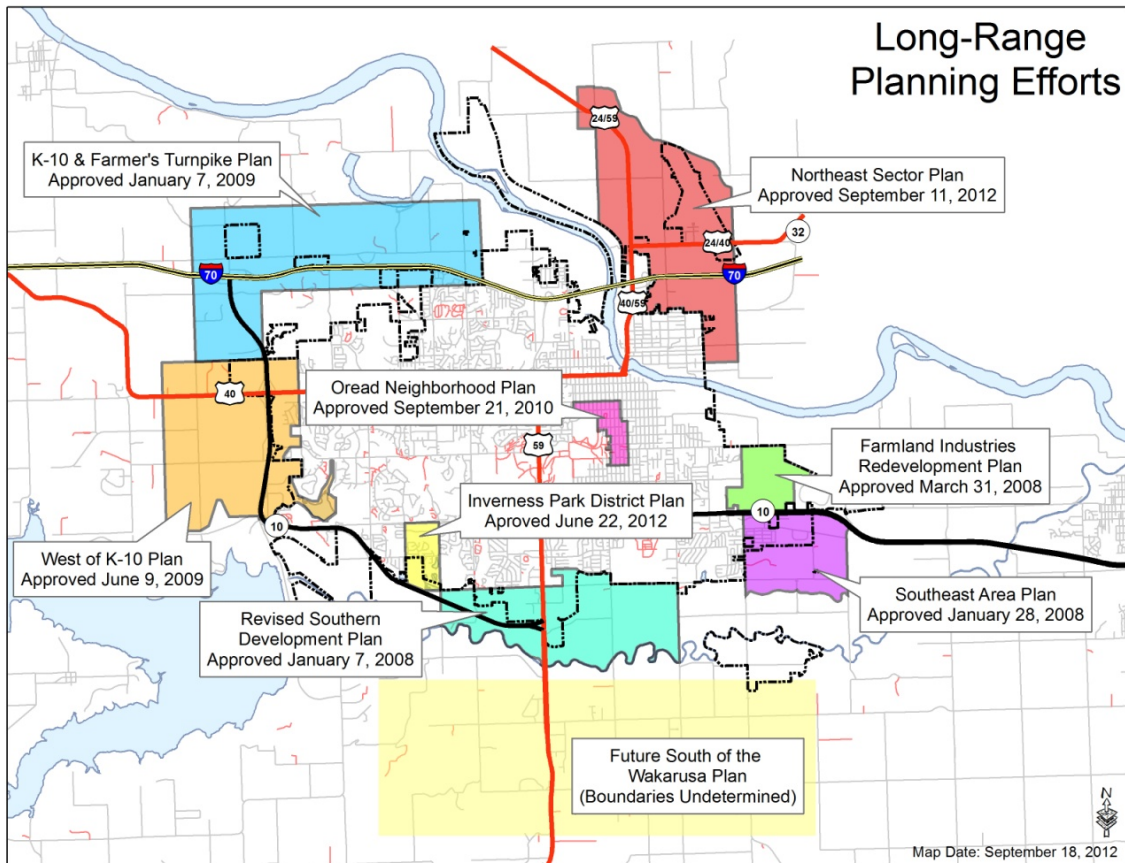 Long-Range
Planning Efforts
24/59
K-10 & Farmer's Turnpike Plan
Approved January 7, 2009
Northeast Sector Plan
Approved September 11, 2012
32
24/40
70
70
40/59
40
Oread Neighborhood Plan
Approved September 21, 2010
59
Farmland Industries
Redevelopment Plan
Approved March 31, 2008
Inverness Park District Plan
Aproved June 22, 2012
10
10
West of K-10 Plan
Approved June 9, 2009
Southeast Area Plan
Approved January 28, 2008
Revised Southern
Development Plan
Approved January 7, 2008
Future South of the
Wakarusa Plan
(Boundaries Undetermined)
N
Map Date: September 18, 2012